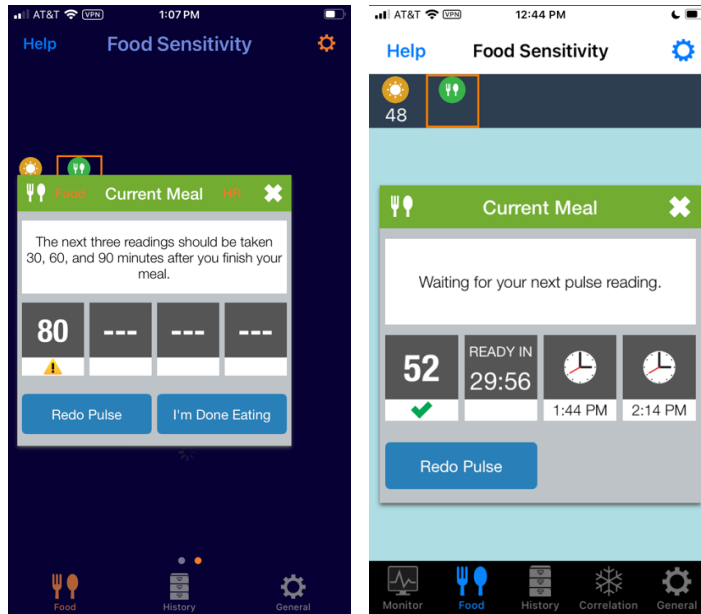 AT&T VPN 1:07 PM
Help Food Sensitivity
Food Current Meal HR
The next three readings should be taken
30, 60, and 90 minutes after you finish your
meal.
80 --- --- ---
Redo Pulse I'm Done Eating
Food History General
AT&T VPN 12:44 PM
Help Food Sensitivity
48
Current Meal
Waiting for your next pulse reading.
52 READY IN
29:56
1:44 PM 2:14 PM
Redo Pulse
Monitor Food History Correlation General